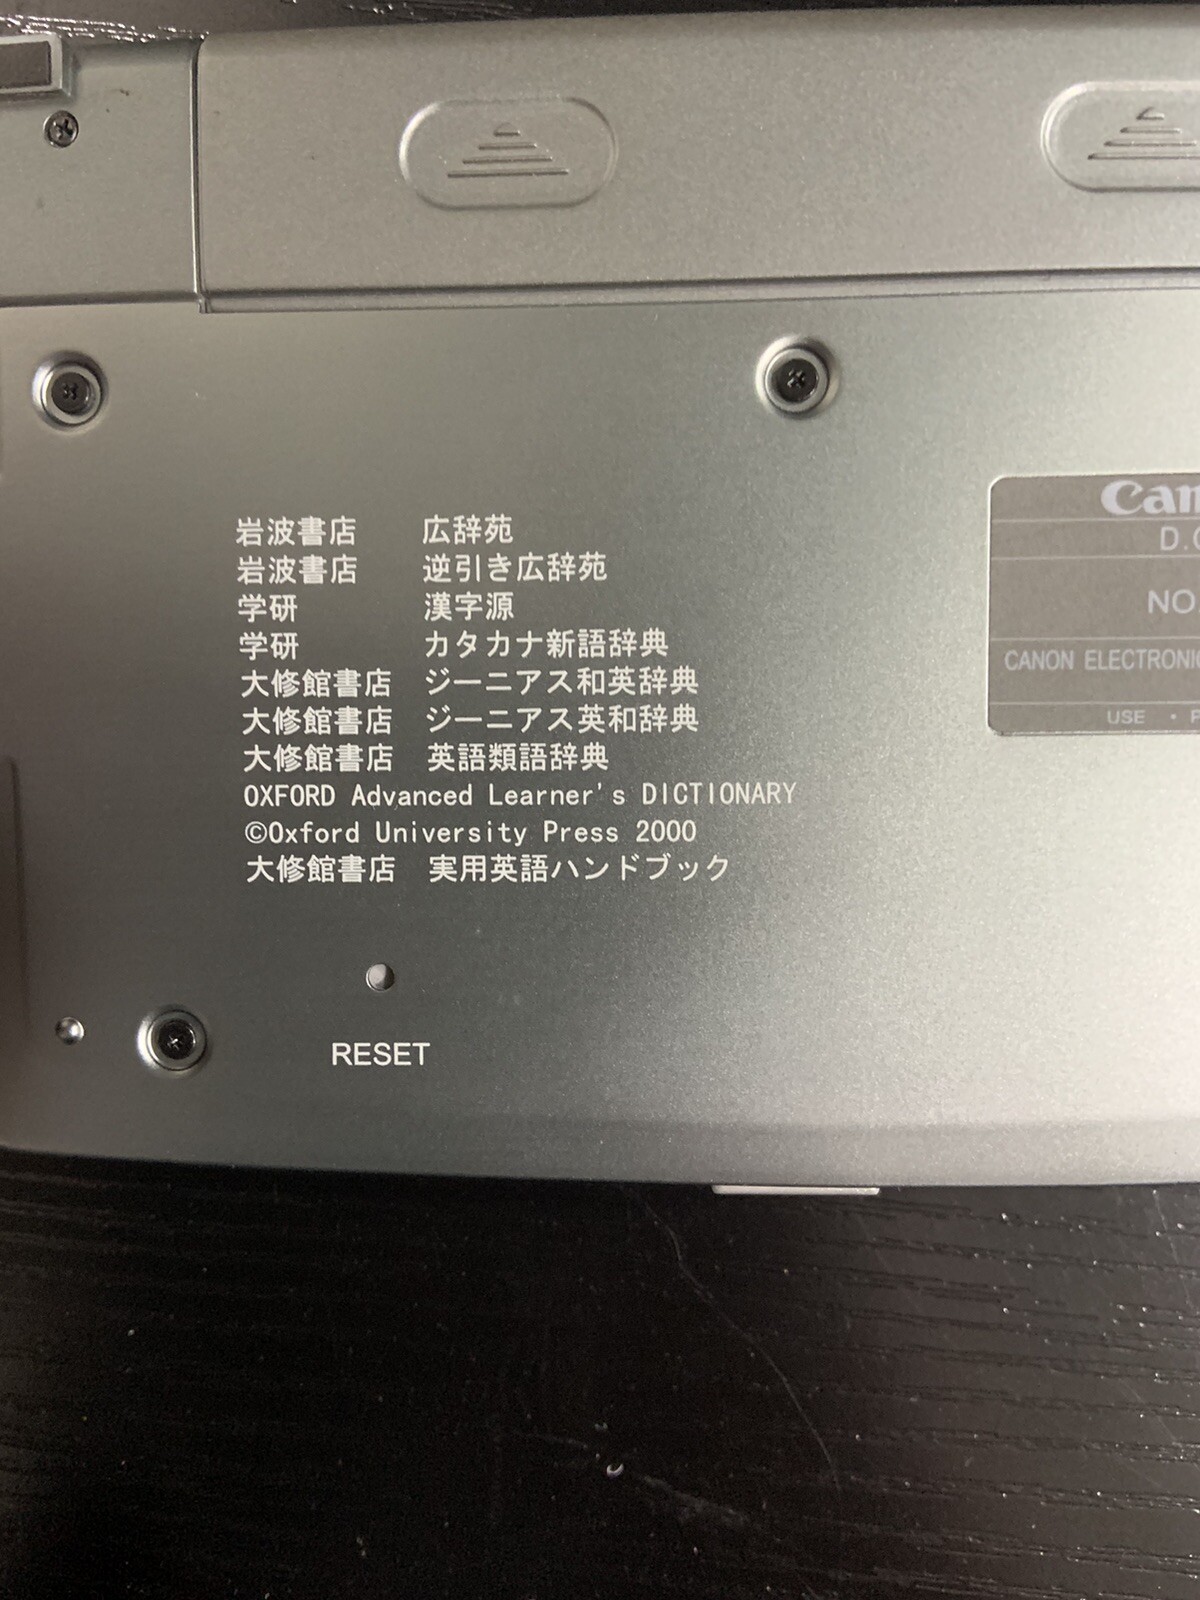 岩波書店 広辞苑
岩波書店 逆引き広辞苑
学研 漢字源
学研 カタカナ新語辞典
大修館書店 ジーニアス和英辞典
大修館書店 ジーニアス英和辞典
大修館書店 英語類語辞典
OXFORD Advanced Learner's DICTIONARY
©Oxford University Press 2000
大修館書店 実用英語ハンドブック
RESET
NO
CANON
USE